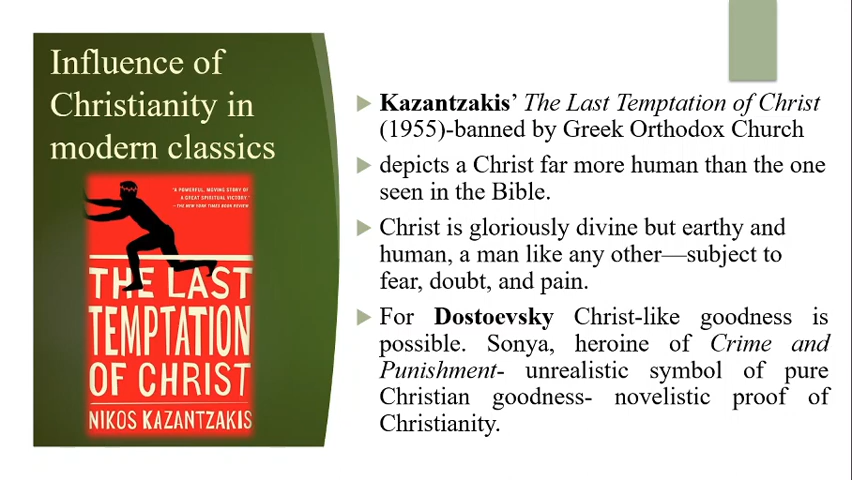 Influence of
Christianity in
modern classics
"A POWERFUL, MOVING STORY OF
A GREAT SPIRITUAL VICTORY."
—THE NEW YORK TIMES BOOK REVIEW
THE LAST
TEMPTATION
OF CHRIST
NIKOS KAZANTZAKIS
Kazantzakis’ The Last Temptation of Christ
(1955)-banned by Greek Orthodox Church
depicts a Christ far more human than the one
seen in the Bible.
Christ is gloriously divine but earthy and
human, a man like any other—subject to
fear, doubt, and pain.
For Dostoevsky Christ-like goodness is
possible. Sonya, heroine of Crime and
Punishment- unrealistic symbol of pure
Christian goodness- novelistic proof of
Christianity.